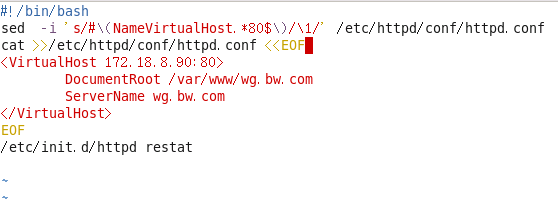 #!/bin/bash
sed  -i 's/#\(NameVirtualHost.*80$\)/\1/' /etc/httpd/conf/httpd.conf
cat >>/etc/httpd/conf/httpd.conf <<EOF
<VirtualHost 172.18.8.90:80>
        DocumentRoot /var/www/wg.bw.com
        ServerName wg.bw.com
</VirtualHost>
EOF
/etc/init.d/httpd restat
~
~